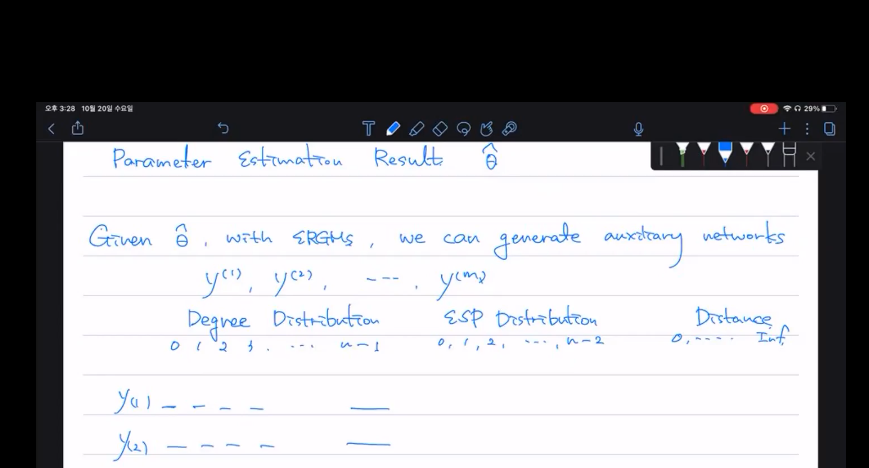 오후 3:28 10월 20일 수요일
29%
Parameter Estimation Result θ̂
Given θ̂, with ERGMs, we can generate auxiliary networks
y⁽¹⁾, y⁽²⁾, ----, y⁽ᵐ⁾
Degree Distribution ESP Distribution Distance
0 1 2 3, ... n-1 0, 1, 2, ..., n-2 0, ---- Inf
y(1) — — — — —
y(2) — — — — —